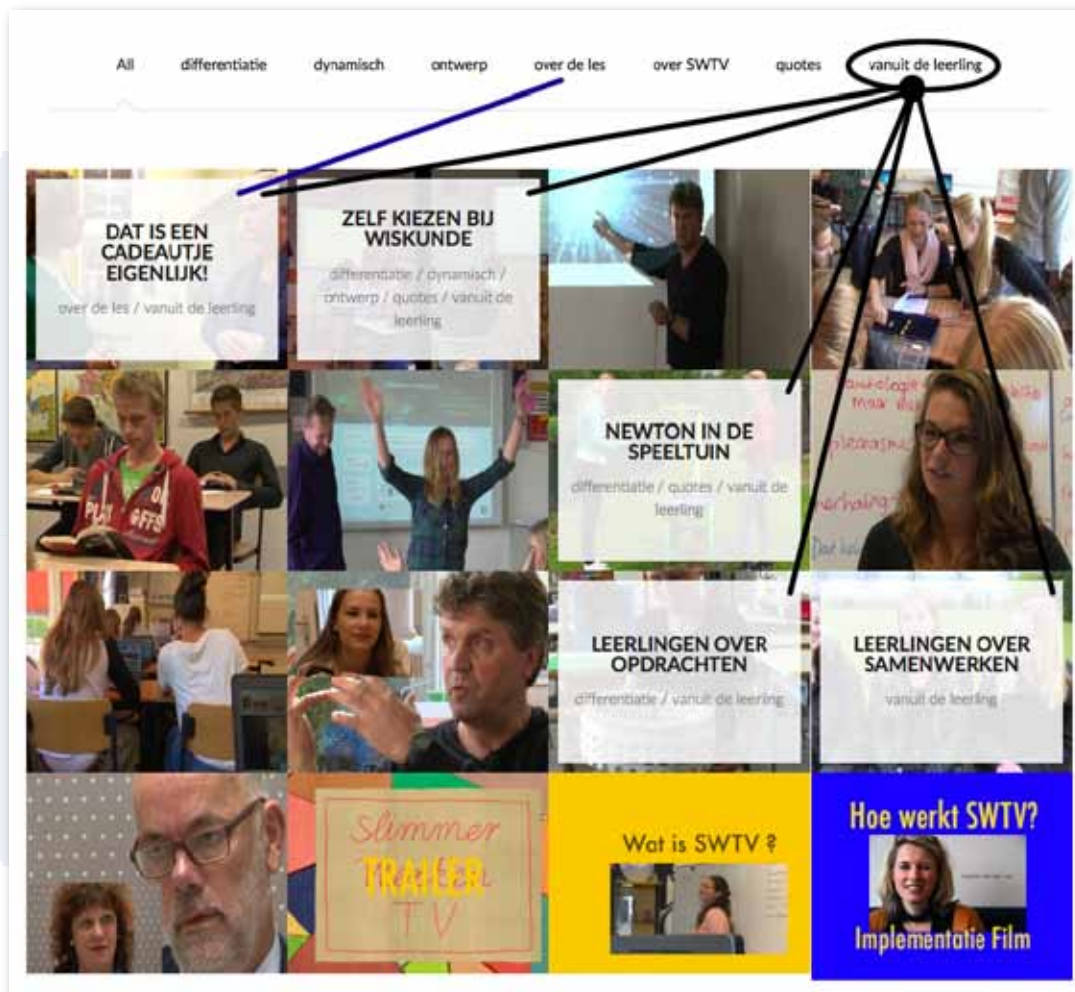 All differentiatie dynamisch ontwerp over de les over SWTV quotes vanuit de leerling
DAT IS EEN
CADEAUTJE
EIGENLIJK!
over de les / vanuit de leerling
ZELF KIEZEN BIJ
WISKUNDE
differentiatie / dynamisch /
ontwerp / quotes / vanuit de
leerling
NEWTON IN DE
SPEELTUIN
differentiatie / quotes / vanuit de
leerling
LEERLINGEN OVER
OPDRACHTEN
differentiatie / vanuit de leerling
LEERLINGEN OVER
SAMENWERKEN
vanuit de leerling
Slimmer
TRAILER
TV
Wat is SWTV ?
Hoe werkt SWTV?
Implementatie Film